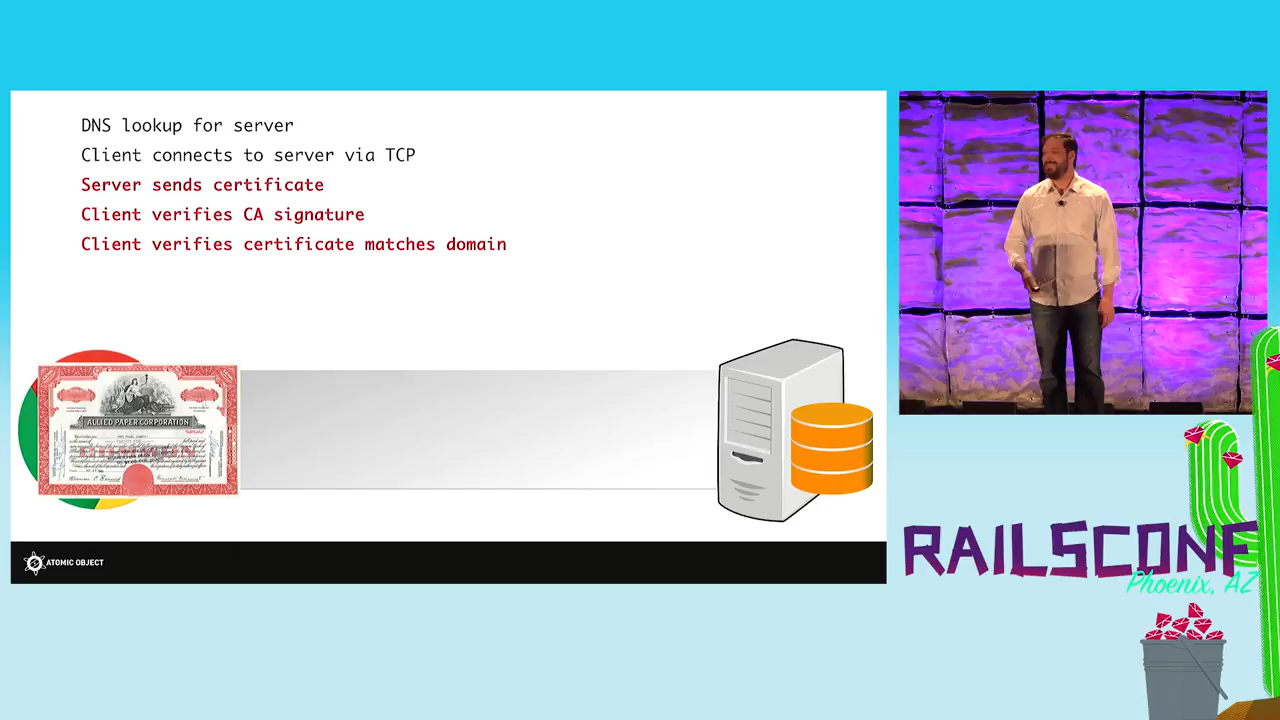 DNS lookup for server
Client connects to server via TCP
Server sends certificate
Client verifies CA signature
Client verifies certificate matches domain
ALLIED PAPER CORPORATION
ATOMIC OBJECT
RAILSCONF
Phoenix, AZ